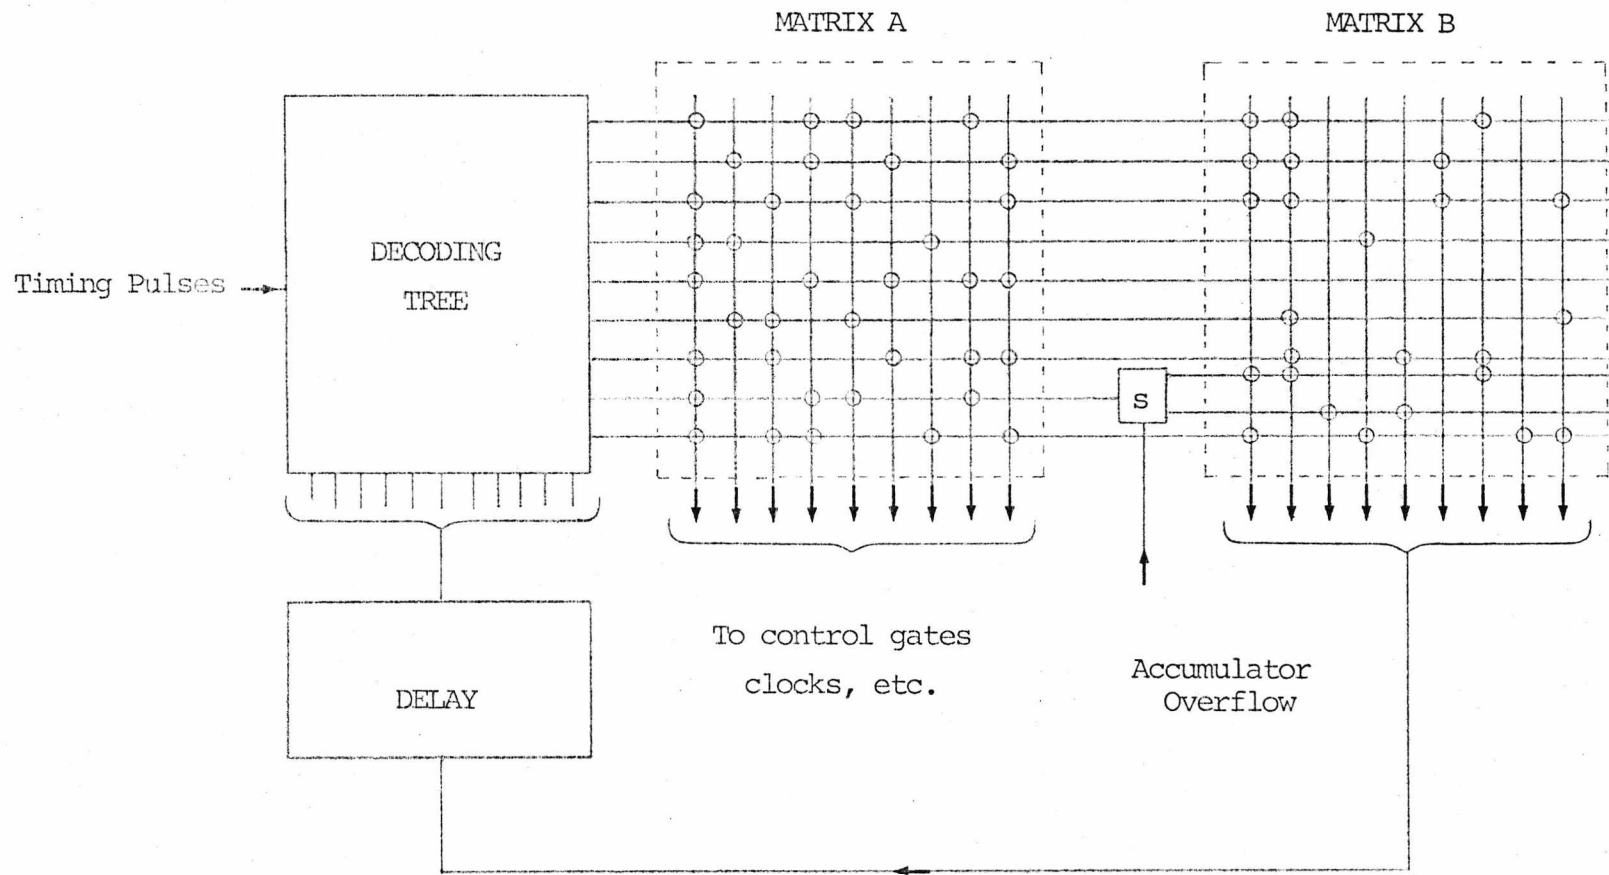 MATRIX A
MATRIX B
DECODING
TREE
Timing Pulses
S
To control gates
clocks, etc.
Accumulator
Overflow
DELAY